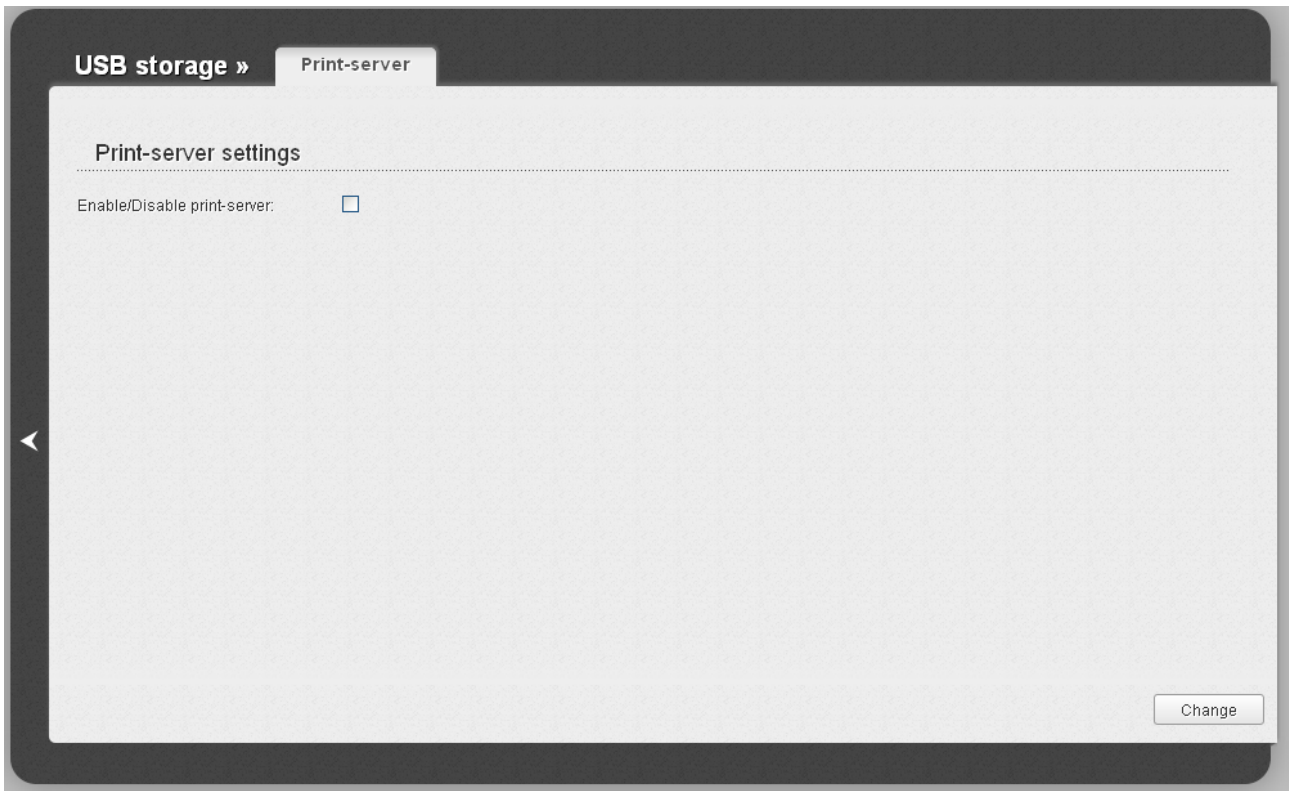 USB storage » Print-server
Print-server settings
Enable/Disable print-server:
Change